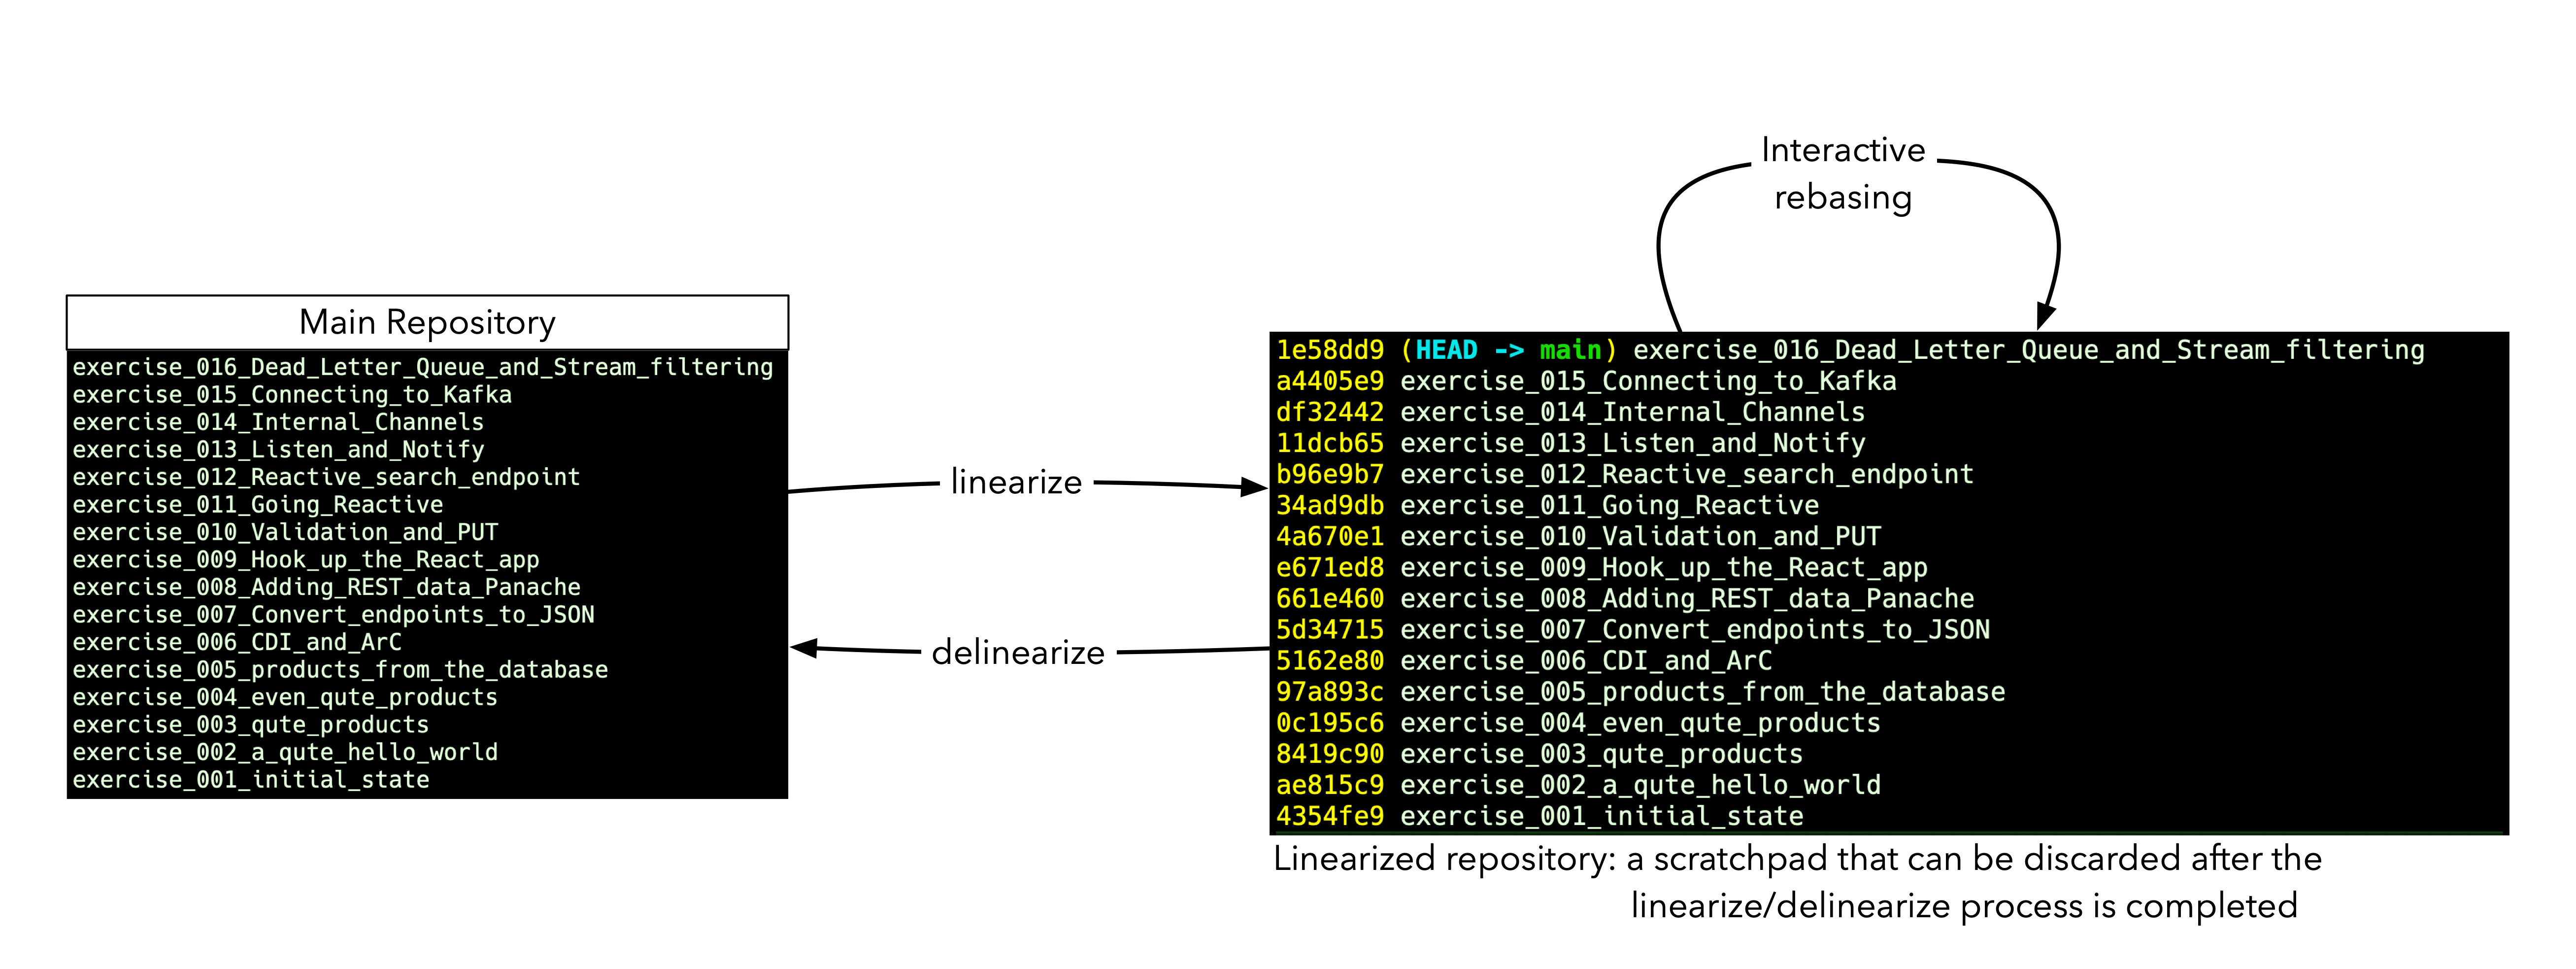 Interactive
rebasing
Main Repository
exercise_016_Dead_Letter_Queue_and_Stream_filtering
exercise_015_Connecting_to_Kafka
exercise_014_Internal_Channels
exercise_013_Listen_and_Notify
exercise_012_Reactive_search_endpoint
exercise_011_Going_Reactive
exercise_010_Validation_and_PUT
exercise_009_Hook_up_the_React_app
exercise_008_Adding_REST_data_Panache
exercise_007_Convert_endpoints_to_JSON
exercise_006_CDI_and_ArC
exercise_005_products_from_the_database
exercise_004_even_qute_products
exercise_003_qute_products
exercise_002_a_qute_hello_world
exercise_001_initial_state
linearize
delinearize
1e58dd9 (HEAD -> main) exercise_016_Dead_Letter_Queue_and_Stream_filtering
a4405e9 exercise_015_Connecting_to_Kafka
df32442 exercise_014_Internal_Channels
11dcb65 exercise_013_Listen_and_Notify
b96e9b7 exercise_012_Reactive_search_endpoint
34ad9db exercise_011_Going_Reactive
4a670e1 exercise_010_Validation_and_PUT
e671ed8 exercise_009_Hook_up_the_React_app
661e460 exercise_008_Adding_REST_data_Panache
5d34715 exercise_007_Convert_endpoints_to_JSON
5162e80 exercise_006_CDI_and_ArC
97a893c exercise_005_products_from_the_database
0c195c6 exercise_004_even_qute_products
8419c90 exercise_003_qute_products
ae815c9 exercise_002_a_qute_hello_world
4354fe9 exercise_001_initial_state
Linearized repository: a scratchpad that can be discarded after the
linearize/delinearize process is completed